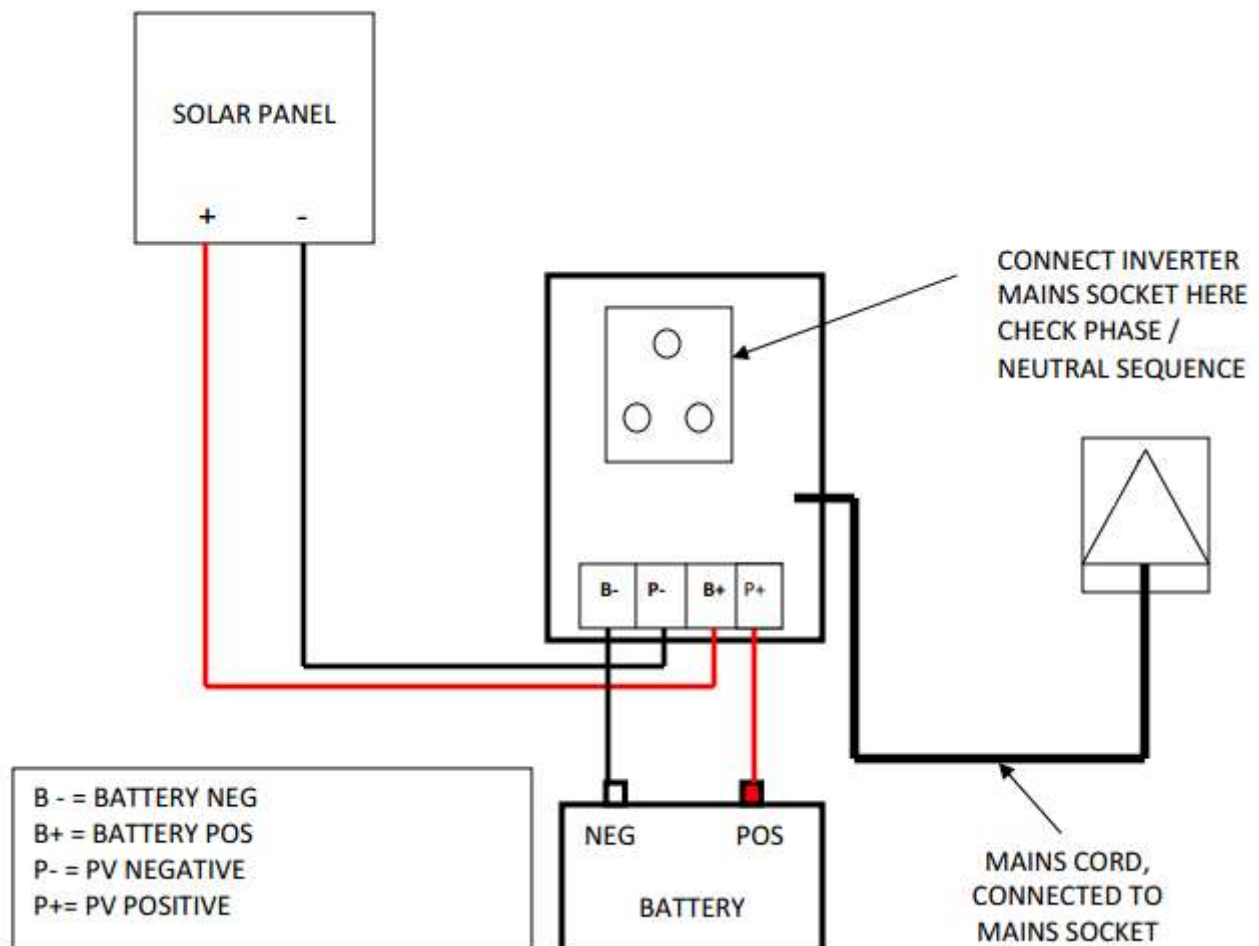 SOLAR PANEL
+ -
CONNECT INVERTER
MAINS SOCKET HERE
CHECK PHASE /
NEUTRAL SEQUENCE
B- P- B+ P+
B - = BATTERY NEG
B+ = BATTERY POS
P- = PV NEGATIVE
P+= PV POSITIVE
NEG POS
BATTERY
MAINS CORD,
CONNECTED TO
MAINS SOCKET